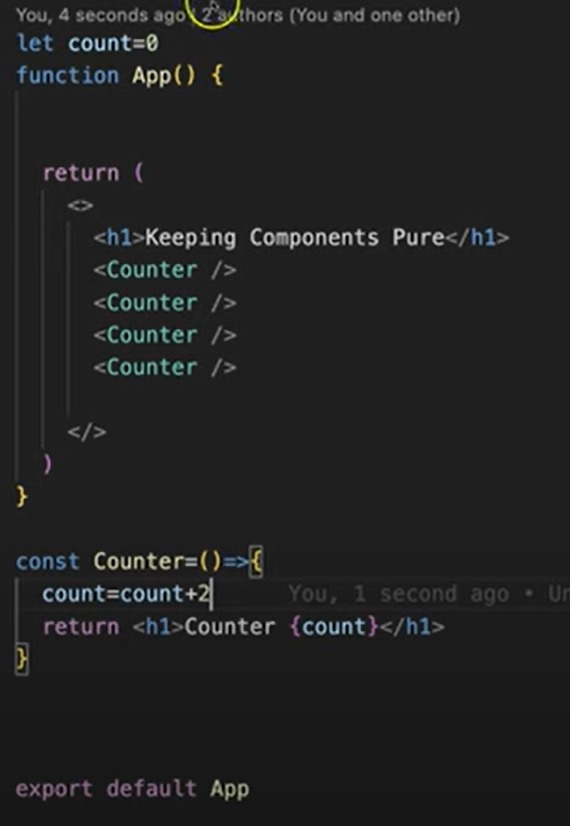 You, 4 seconds ago | 2 authors (You and one other)
let count=0
function App() {
return (
<>
<h1>Keeping Components Pure</h1>
<Counter />
<Counter />
<Counter />
<Counter />
</>
)
}
const Counter=()=>{
count=count+2 You, 1 second ago • Un
return <h1>Counter {count}</h1>
}
export default App